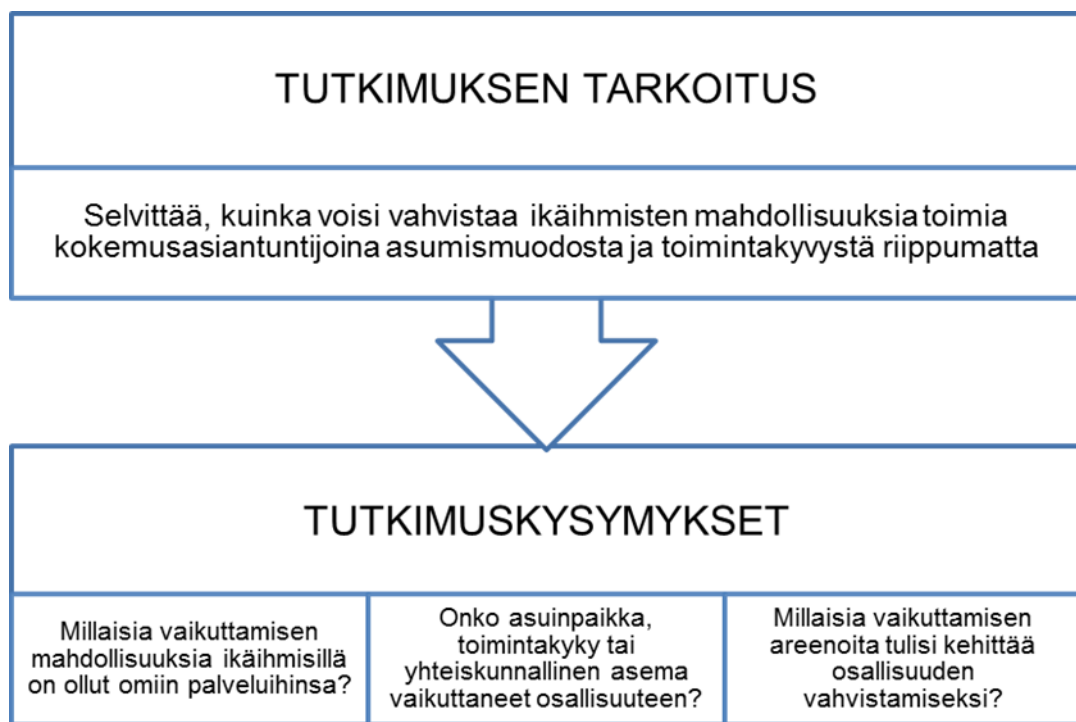 TUTKIMUKSEN TARKOITUS
Selvittää, kuinka voisi vahvistaa ikäihmisten mahdollisuuksia toimia
kokemusasiantuntijoina asumismuodosta ja toimintakyvystä riippumatta
TUTKIMUSKYSYMYKSET
Millaisia vaikuttamisen
mahdollisuuksia ikäihmisillä
on ollut omiin palveluihinsa?
Onko asuinpaikka,
toimintakyky tai
yhteiskunnallinen asema
vaikuttaneet osallisuuteen?
Millaisia vaikuttamisen
areenoita tulisi kehittää
osallisuuden
vahvistamiseksi?